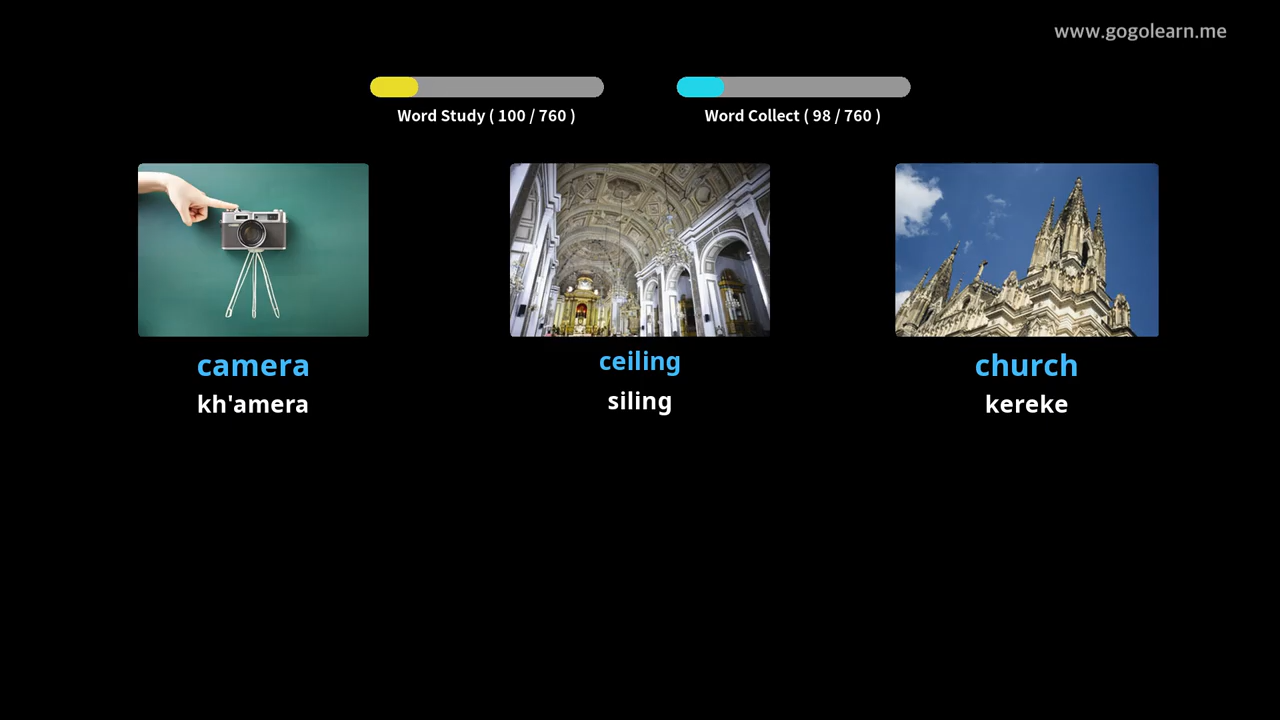 www.gogolearn.me
Word Study ( 100 / 760 )
Word Collect ( 98 / 760 )
camera
kh'amera
ceiling
siling
church
kereke